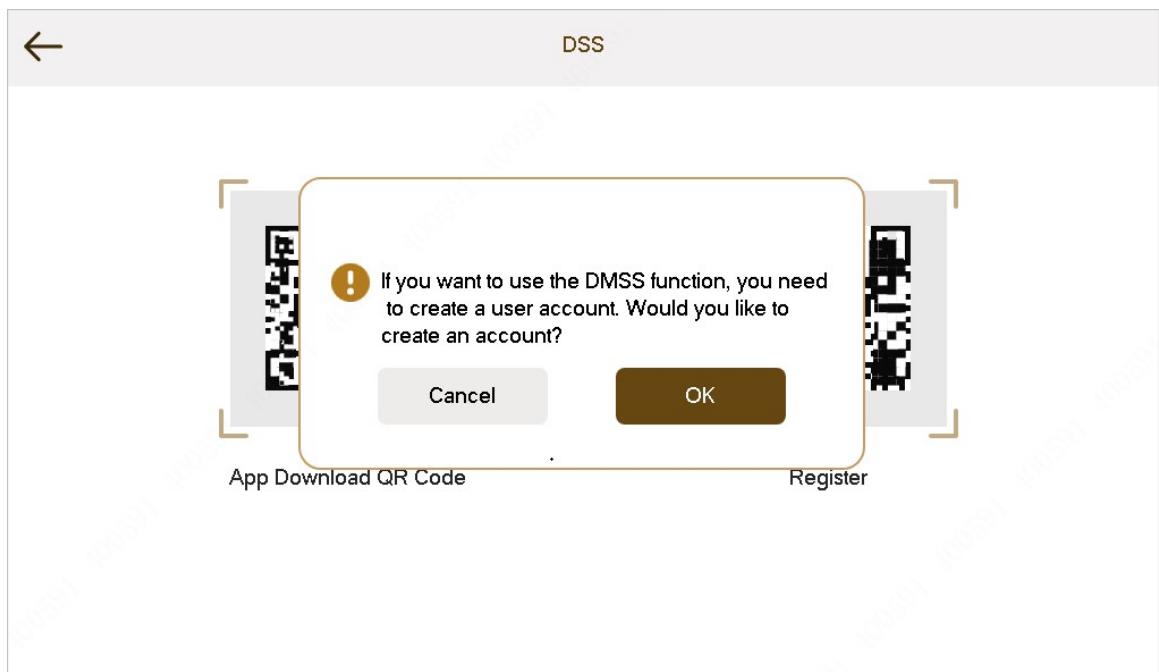 DSS
If you want to use the DMSS function, you need
to create a user account. Would you like to
create an account?
Cancel
OK
App Download QR Code
Register